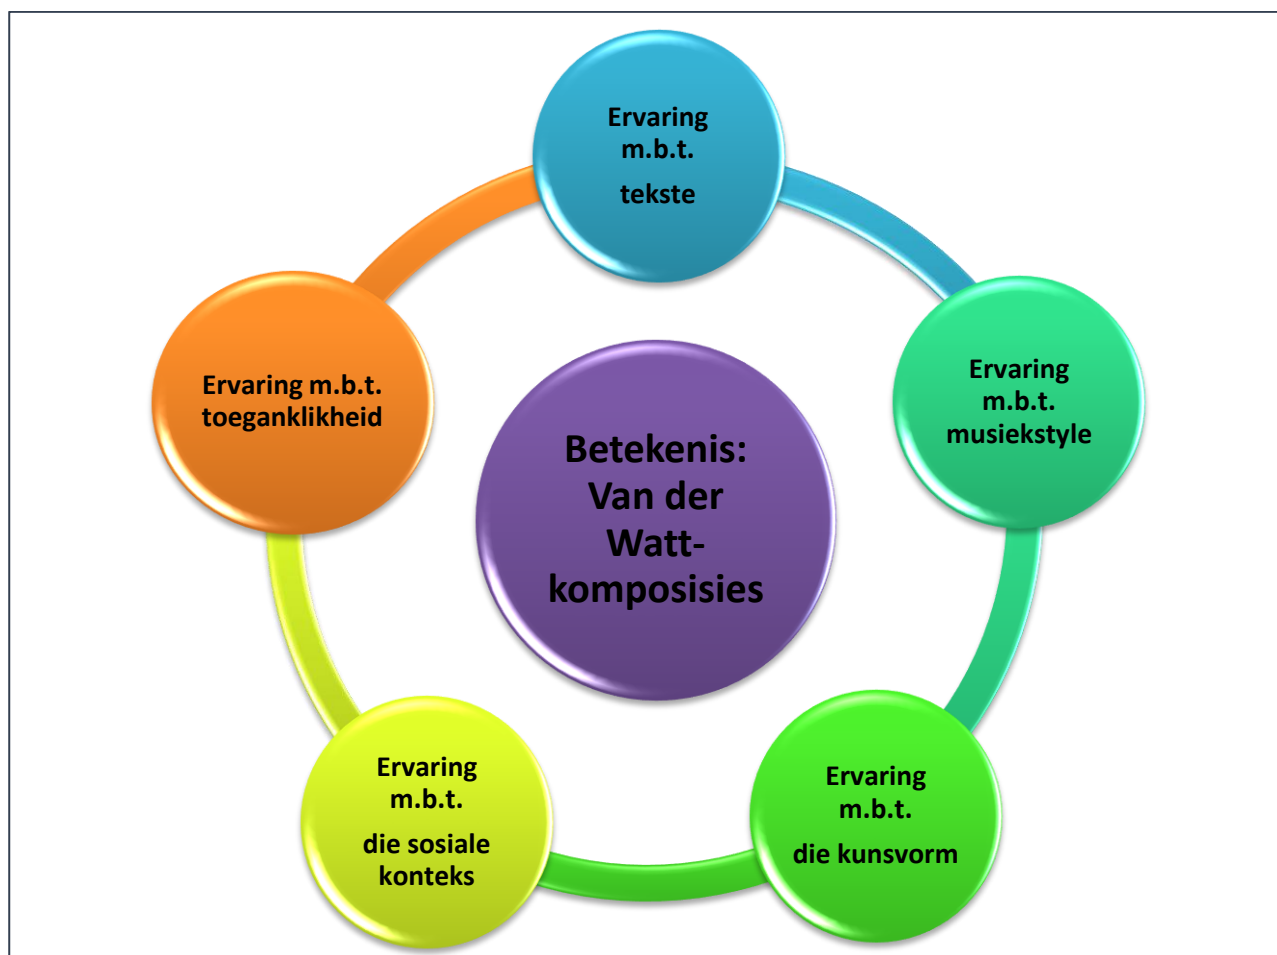 Ervaring
m.b.t.
tekste
Ervaring
m.b.t.
musiekstyle
Ervaring
m.b.t.
die kunsvorm
Ervaring
m.b.t.
die sosiale
konteks
Ervaring m.b.t.
toeganklikheid
Betekenis:
Van der
Watt-
komposisies